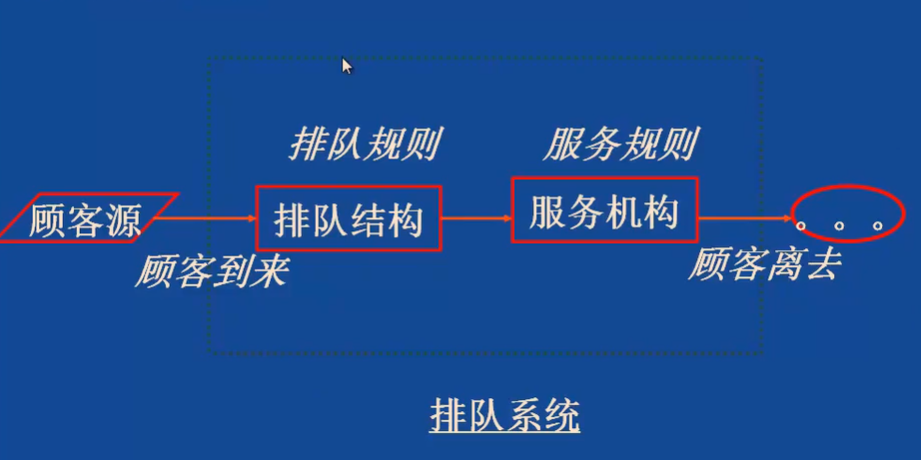 排队规则
服务规则
顾客源
排队结构
服务机构
。。。
顾客到来
顾客离去
排队系统